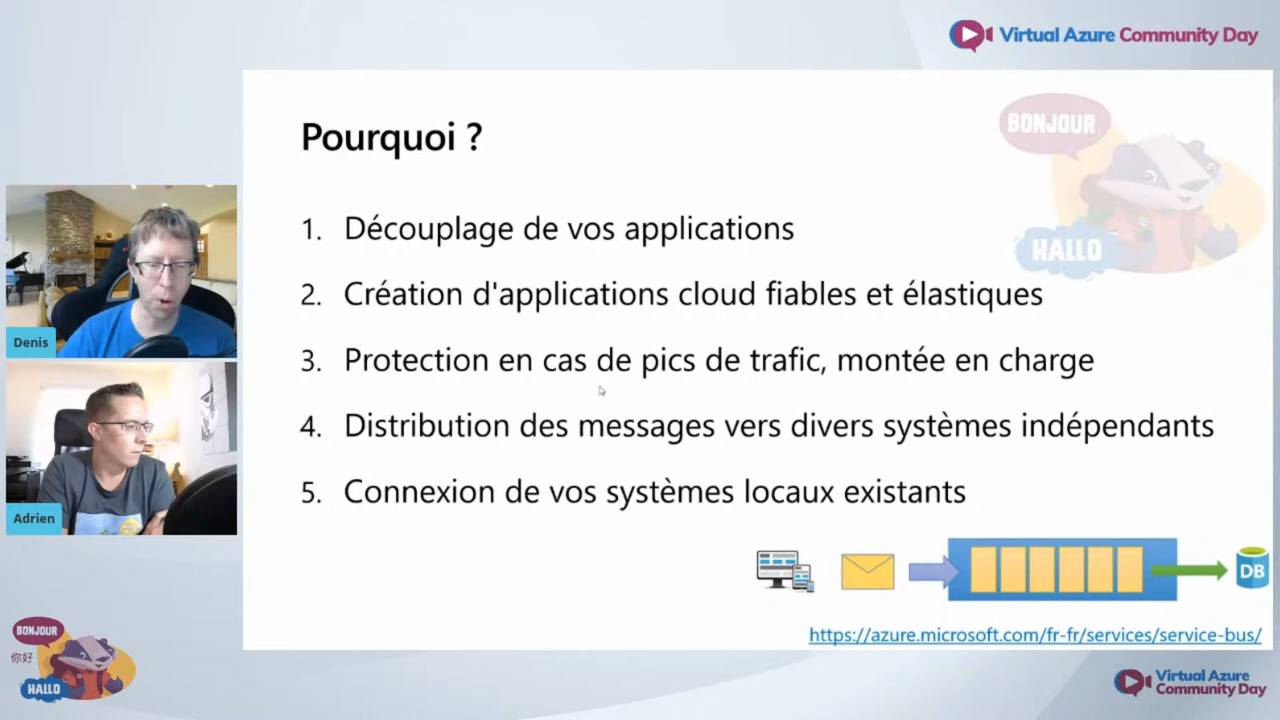 Virtual Azure Community Day
Pourquoi ?
BONJOUR
HALLO
1. Découplage de vos applications
2. Création d'applications cloud fiables et élastiques
3. Protection en cas de pics de trafic, montée en charge
4. Distribution des messages vers divers systèmes indépendants
5. Connexion de vos systèmes locaux existants
Denis
Adrien
DB
https://azure.microsoft.com/fr-fr/services/service-bus/
BONJOUR
你好
HALLO
Virtual Azure
Community Day